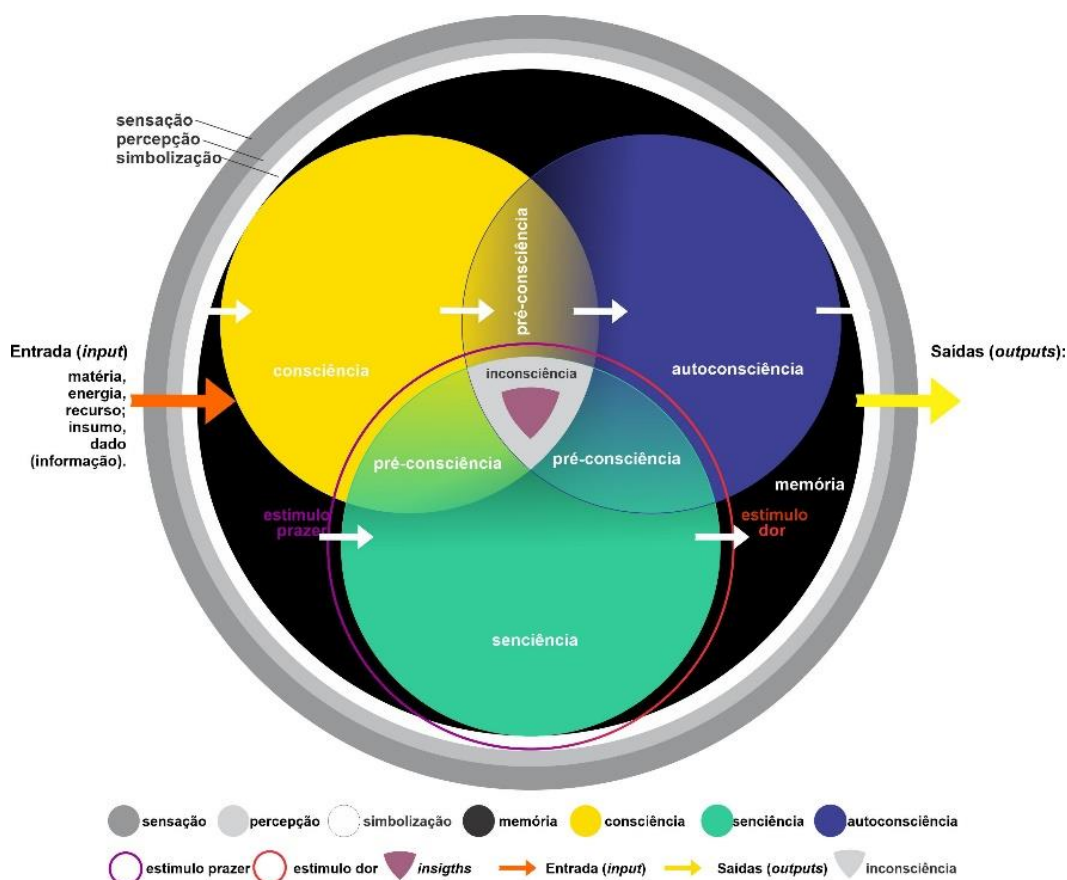 sensação
percepção
simbolização
pré-consciência
Entrada (input)
matéria,
energia,
recurso;
insumo,
dado
(informação).
consciência
inconsciência
autoconsciência
Saídas (outputs):
pré-consciência
pré-consciência
memória
estimulo
prazer
estimulo
dor
senciência
sensação percepção simbolização memória consciência senciência autoconsciência
estimulo prazer estimulo dor insigths Entrada (input) Saídas (outputs) inconsciência